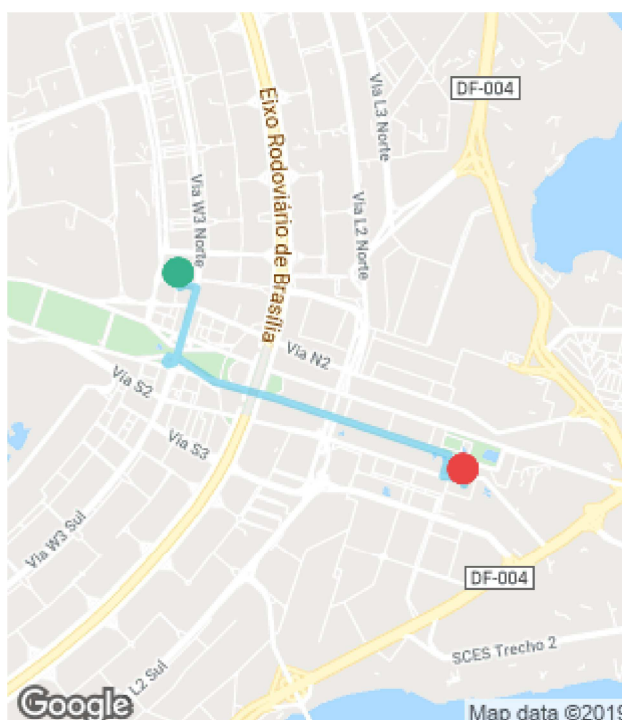 DF-004
Via L3 Norte
Eixo Rodoviário de Brasília
Via W3 Norte
Via L2 Norte
Via N2
Via S2
Via S3
Via W3 Sul
DF-004
L2 Sul
SCES Trecho 2
Google
Map data ©2019